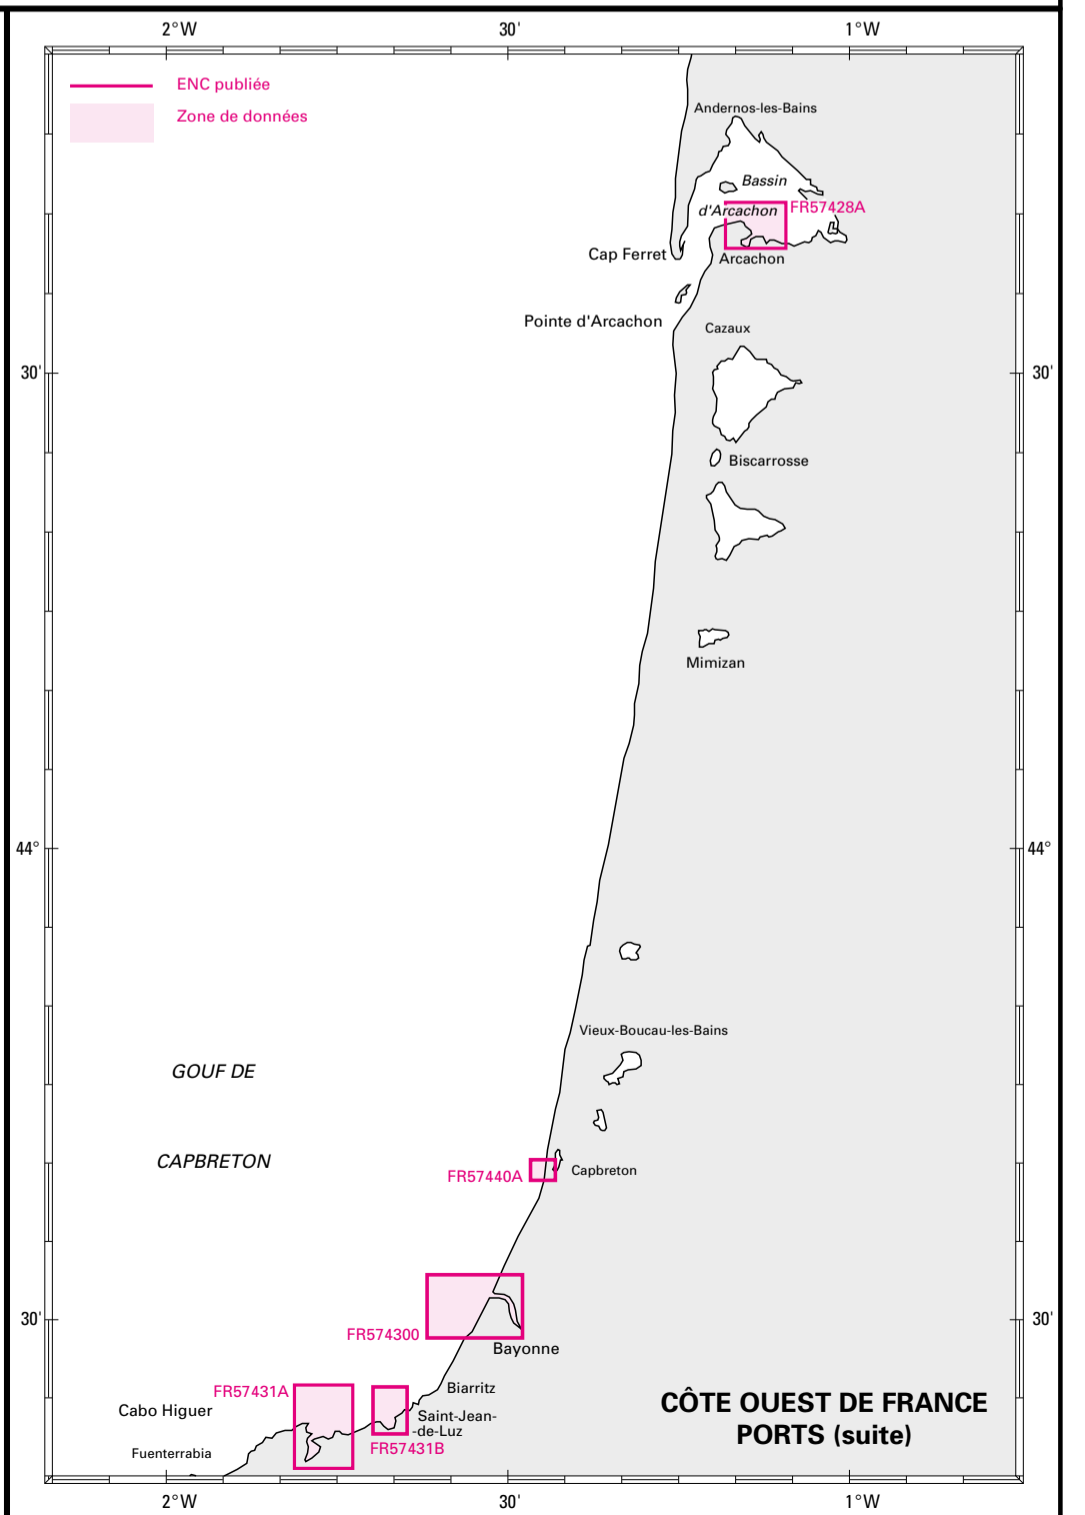 2°W
30'
1°W
ENC publiée
Zone de données
Andernos-les-Bains
Bassin
d'Arcachon
FR57428A
Cap Ferret
Arcachon
Pointe d'Arcachon
Cazaux
30'
30'
Biscarrosse
Mimizan
44°
44°
Vieux-Boucau-les-Bains
GOUF DE
CAPBRETON
FR57440A
Capbreton
30'
30'
FR574300
Bayonne
FR57431A
Biarritz
Cabo Higuer
Saint-Jean-
-de-Luz
FR57431B
Fuenterrabia
CÔTE OUEST DE FRANCE
PORTS (suite)
2°W
30'
1°W